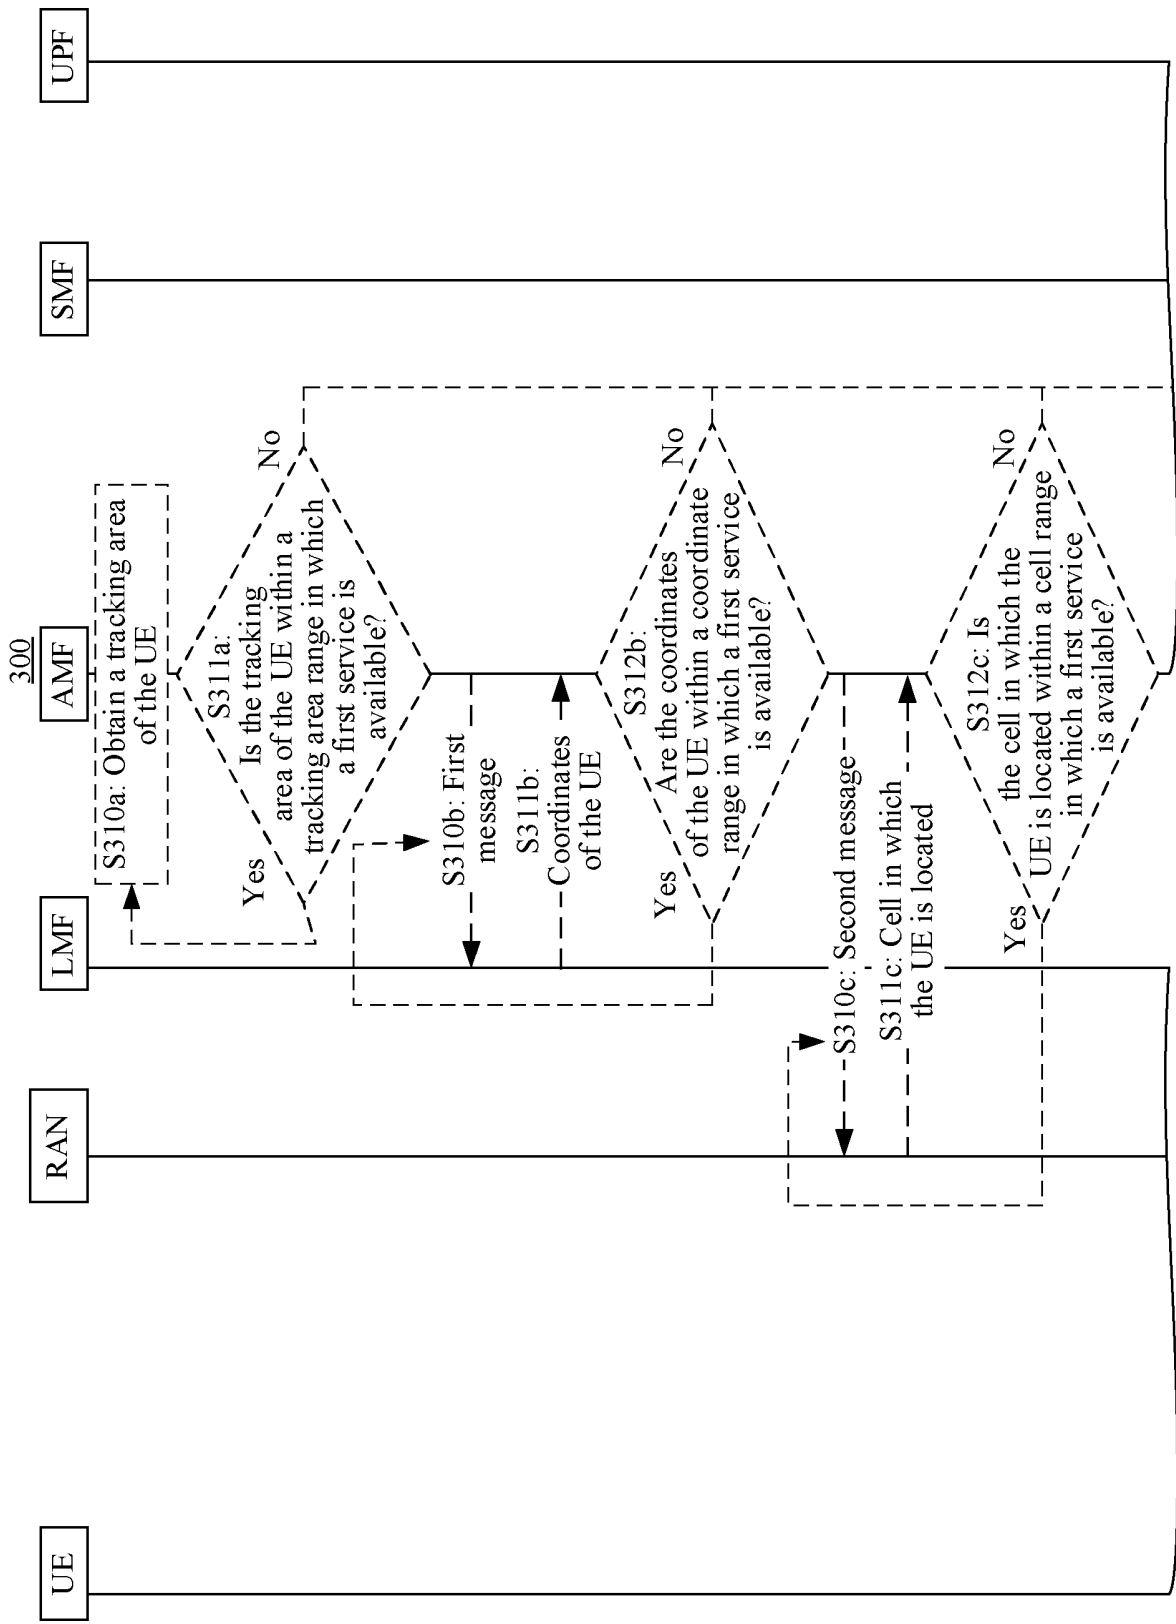 300
UE
RAN
LMF
AMF
SMF
UPF
S310a: Obtain a tracking area
of the UE
S311a:
Is the tracking
area of the UE within a
tracking area range in which
a first service is
available?
Yes
No
S310b: First
message
S311b:
Coordinates
of the UE
S312b:
Are the coordinates
of the UE within a coordinate
range in which a first service
is available?
Yes
No
S310c: Second message
S311c: Cell in which
the UE is located
S312c: Is
the cell in which the
UE is located within a cell range
in which a first service
is available?
Yes
No